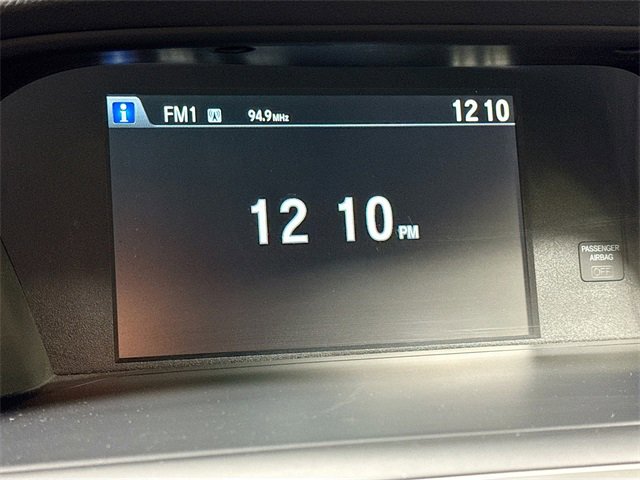 i FM1 94.9MHz 12 10
12 10 PM
PASSENGER
AIRBAG
OFF